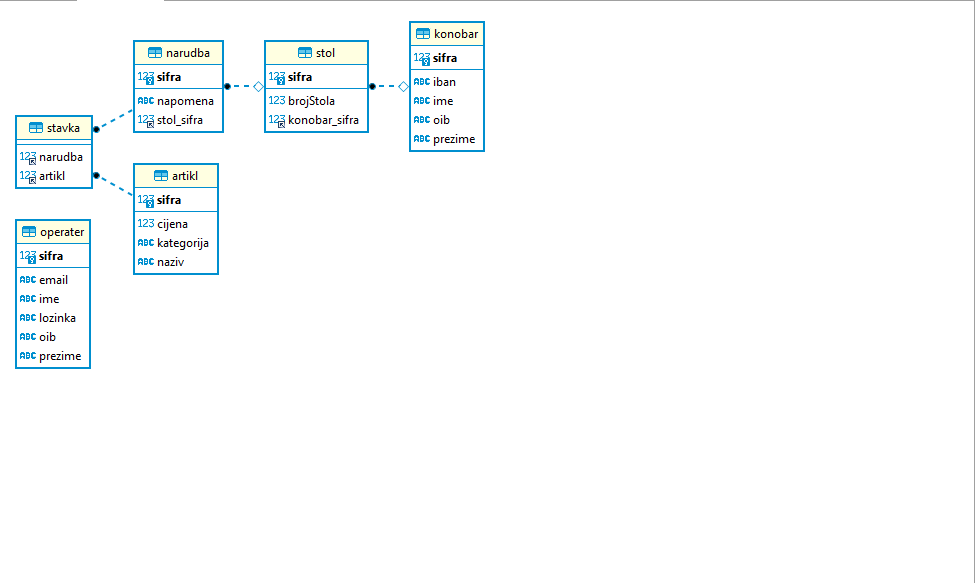 stavka
123 narudba
123 artikl
narudba
123 sifra
ABC napomena
123 stol_sifra
stol
123 sifra
123 brojStola
123 konobar_sifra
konobar
123 sifra
ABC iban
ABC ime
ABC oib
ABC prezime
artikl
123 sifra
123 cijena
ABC kategorija
ABC naziv
operater
123 sifra
ABC email
ABC ime
ABC lozinka
ABC oib
ABC prezime